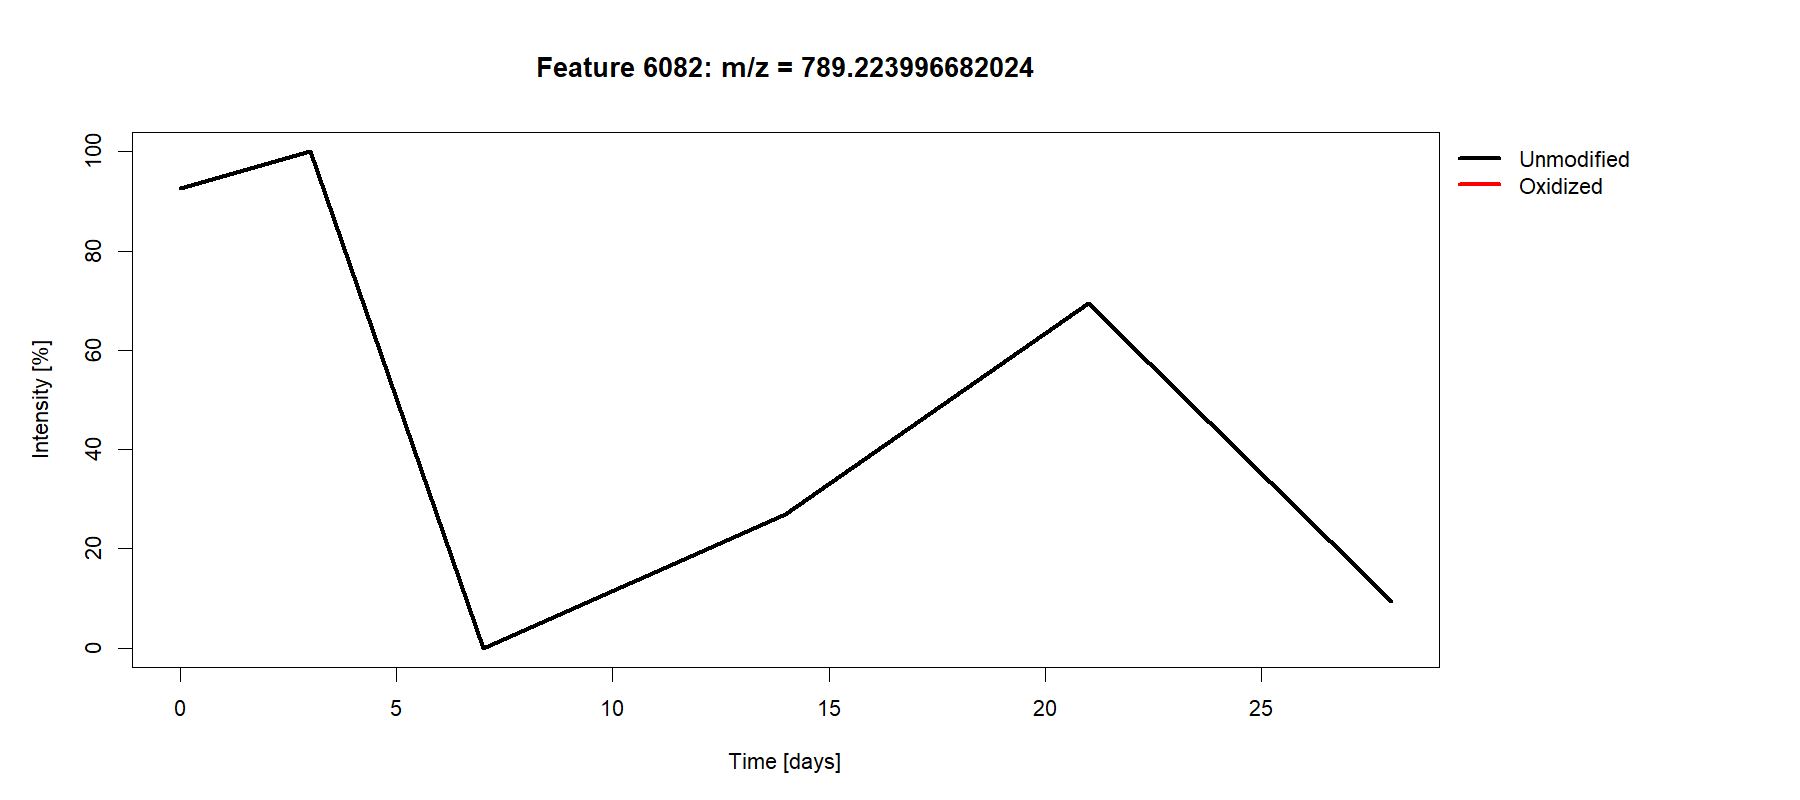 Feature 6082: m/z = 789.223996682024
Unmodified
Oxidized
Intensity [%]
100
80
60
40
20
0
0 5 10 15 20 25
Time [days]